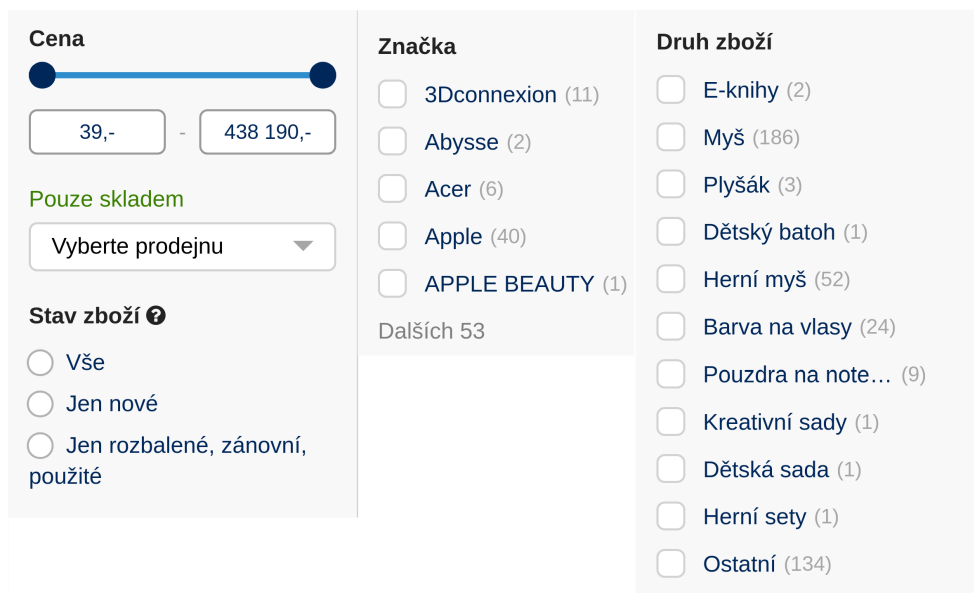 Cena
39,-
-
438 190,-
Pouze skladem
Vyberte prodejnu
Stav zboží ?
Vše
Jen nové
Jen rozbalené, zánovní,
použité
Značka
3Dconnexion (11)
Abysse (2)
Acer (6)
Apple (40)
APPLE BEAUTY (1)
Dalších 53
Druh zboží
E-knihy (2)
Myš (186)
Plyšák (3)
Dětský batoh (1)
Herní myš (52)
Barva na vlasy (24)
Pouzdra na note… (9)
Kreativní sady (1)
Dětská sada (1)
Herní sety (1)
Ostatní (134)